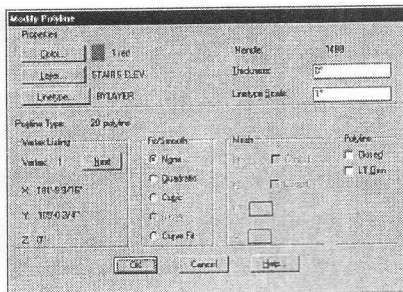 Modify Polyline
Properties
Color... 1 red
Layer... STAIRS ELEV
Linetype... BYLAYER
Handle: 1488
Thickness: 0"
Linetype Scale: 1"
Polyline Type: 2D polyline
Vertex Listing
Vertex: 1 Next
X:
Y:
Z: 0"
Fit/Smooth
None
Quadratic
Cubic
Curve Fit
Mesh
Polyline
Closed
LT Gen
OK Cancel Help...